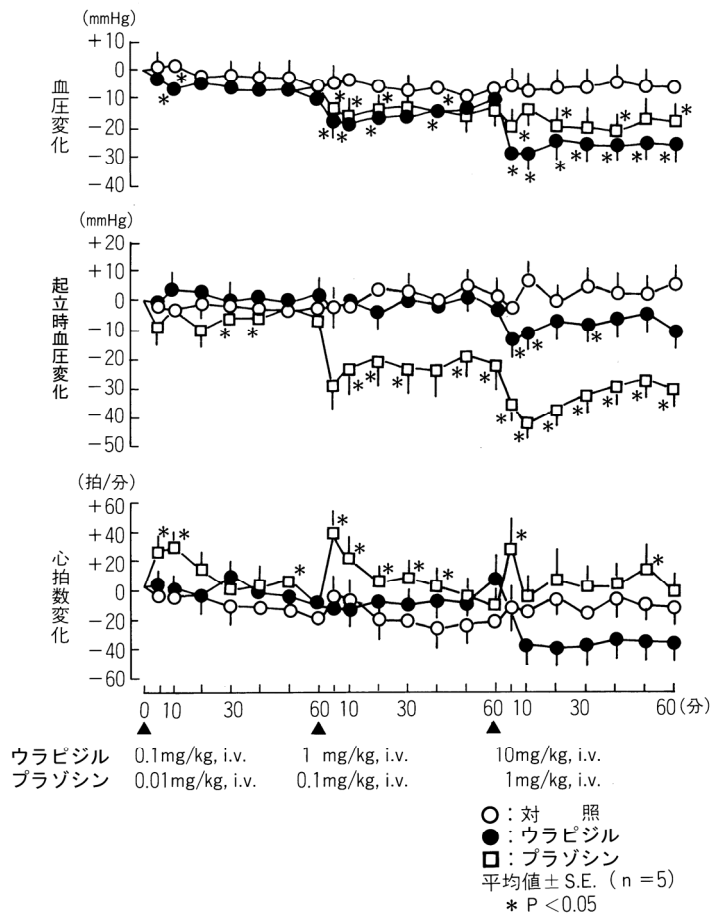 (mmHg)
+10
0
-10
-20
-30
-40
血圧変化
(mmHg)
+20
+10
0
-10
-20
-30
-40
-50
起立時血圧変化
(拍/分)
+60
+40
+20
0
-20
-40
-60
心拍数変化
0 10 30 60 10 30 60 10 30 60(分)
ウラピジル 0.1mg/kg, i.v. 1 mg/kg, i.v. 10mg/kg, i.v.
プラゾシン 0.01mg/kg, i.v. 0.1mg/kg, i.v. 1mg/kg, i.v.
○:対 照
●:ウラピジル
□:プラゾシン
平均値±S.E. (n=5)
* P<0.05